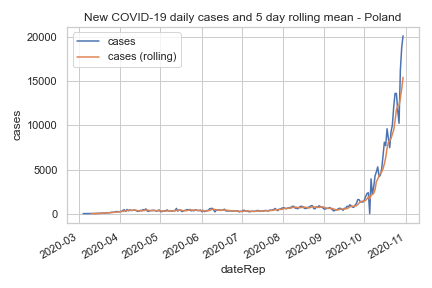 New COVID-19 daily cases and 5 day rolling mean - Poland
cases
cases (rolling)
20000
15000
10000
5000
0
cases
2020-03
2020-04
2020-05
2020-06
2020-07
2020-08
2020-09
2020-10
2020-11
dateRep